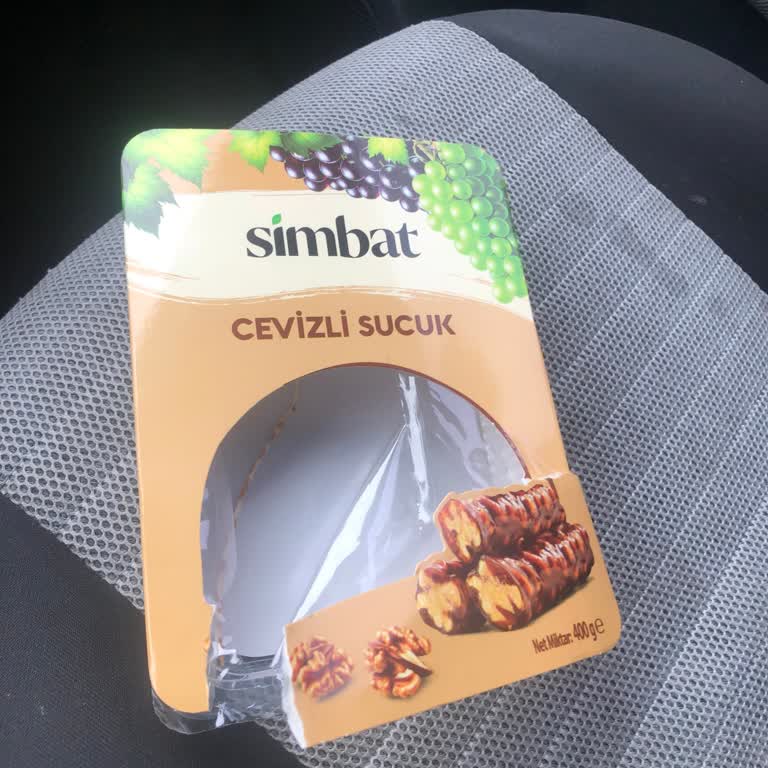 simbat
CEVİZLİ SUCUK
Net Miktar: 400 g e